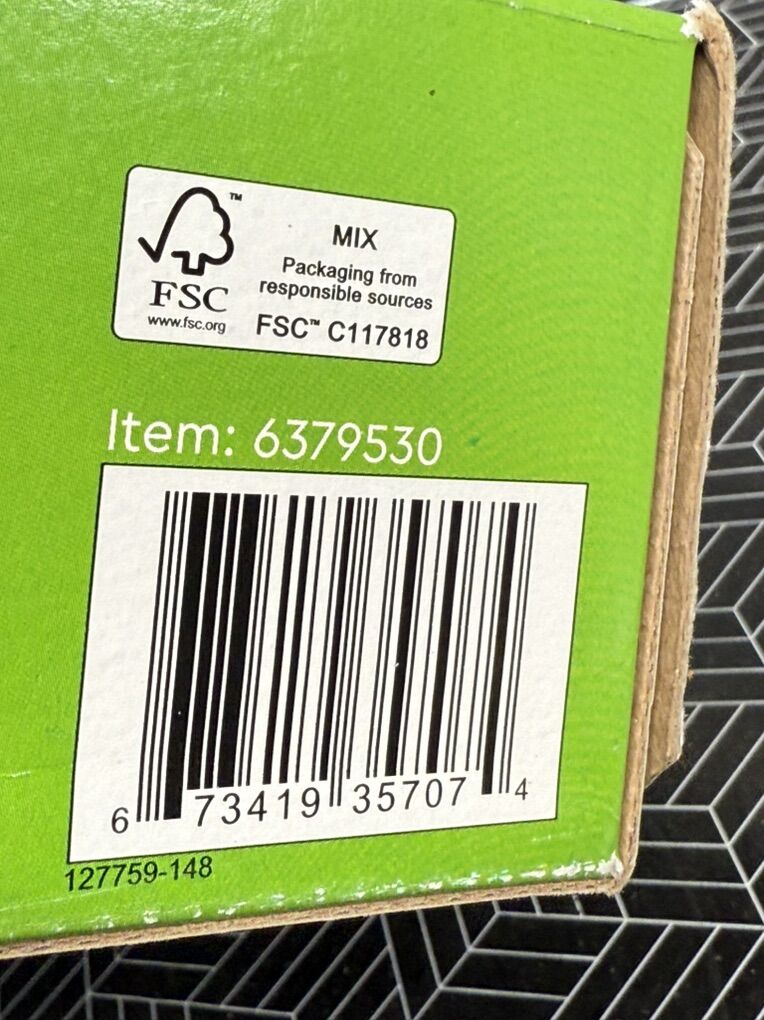 ™
FSC
www.fsc.org
MIX
Packaging from
responsible sources
FSC™ C117818
Item: 6379530
6 73419 35707 4
127759-148